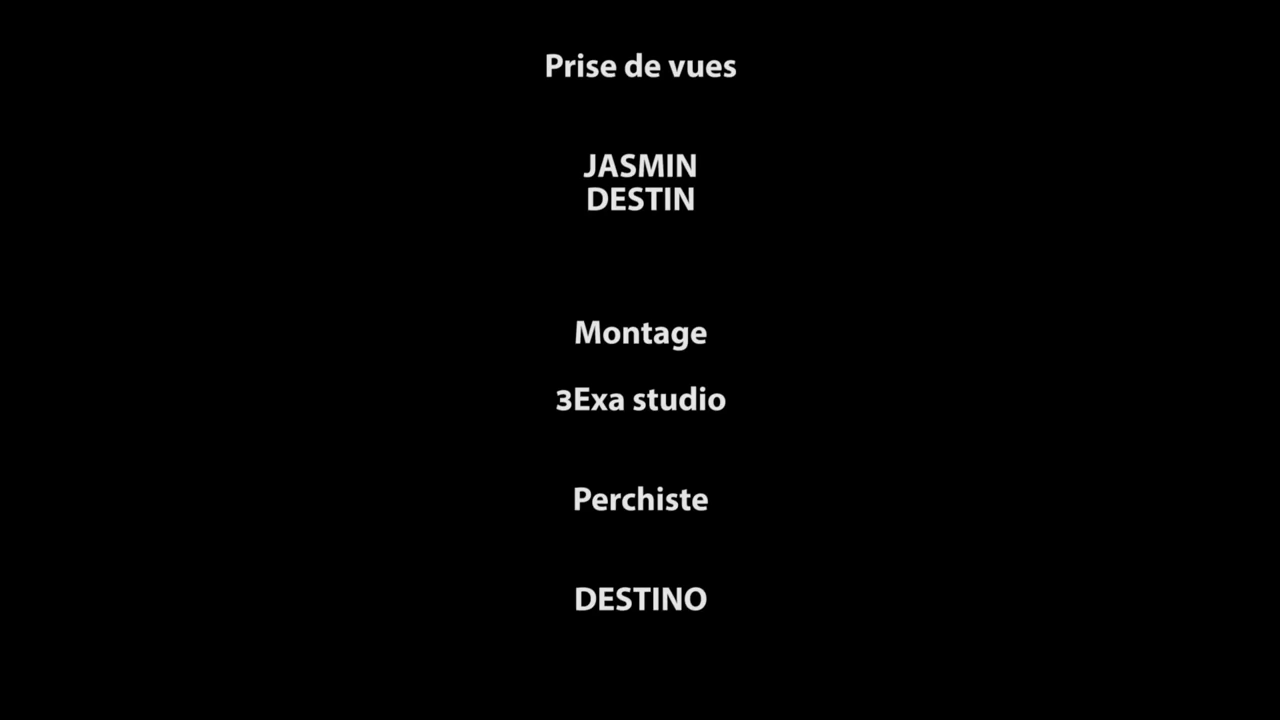 Prise de vues
JASMIN
DESTIN
Montage
3Exa studio
Perchiste
DESTINO